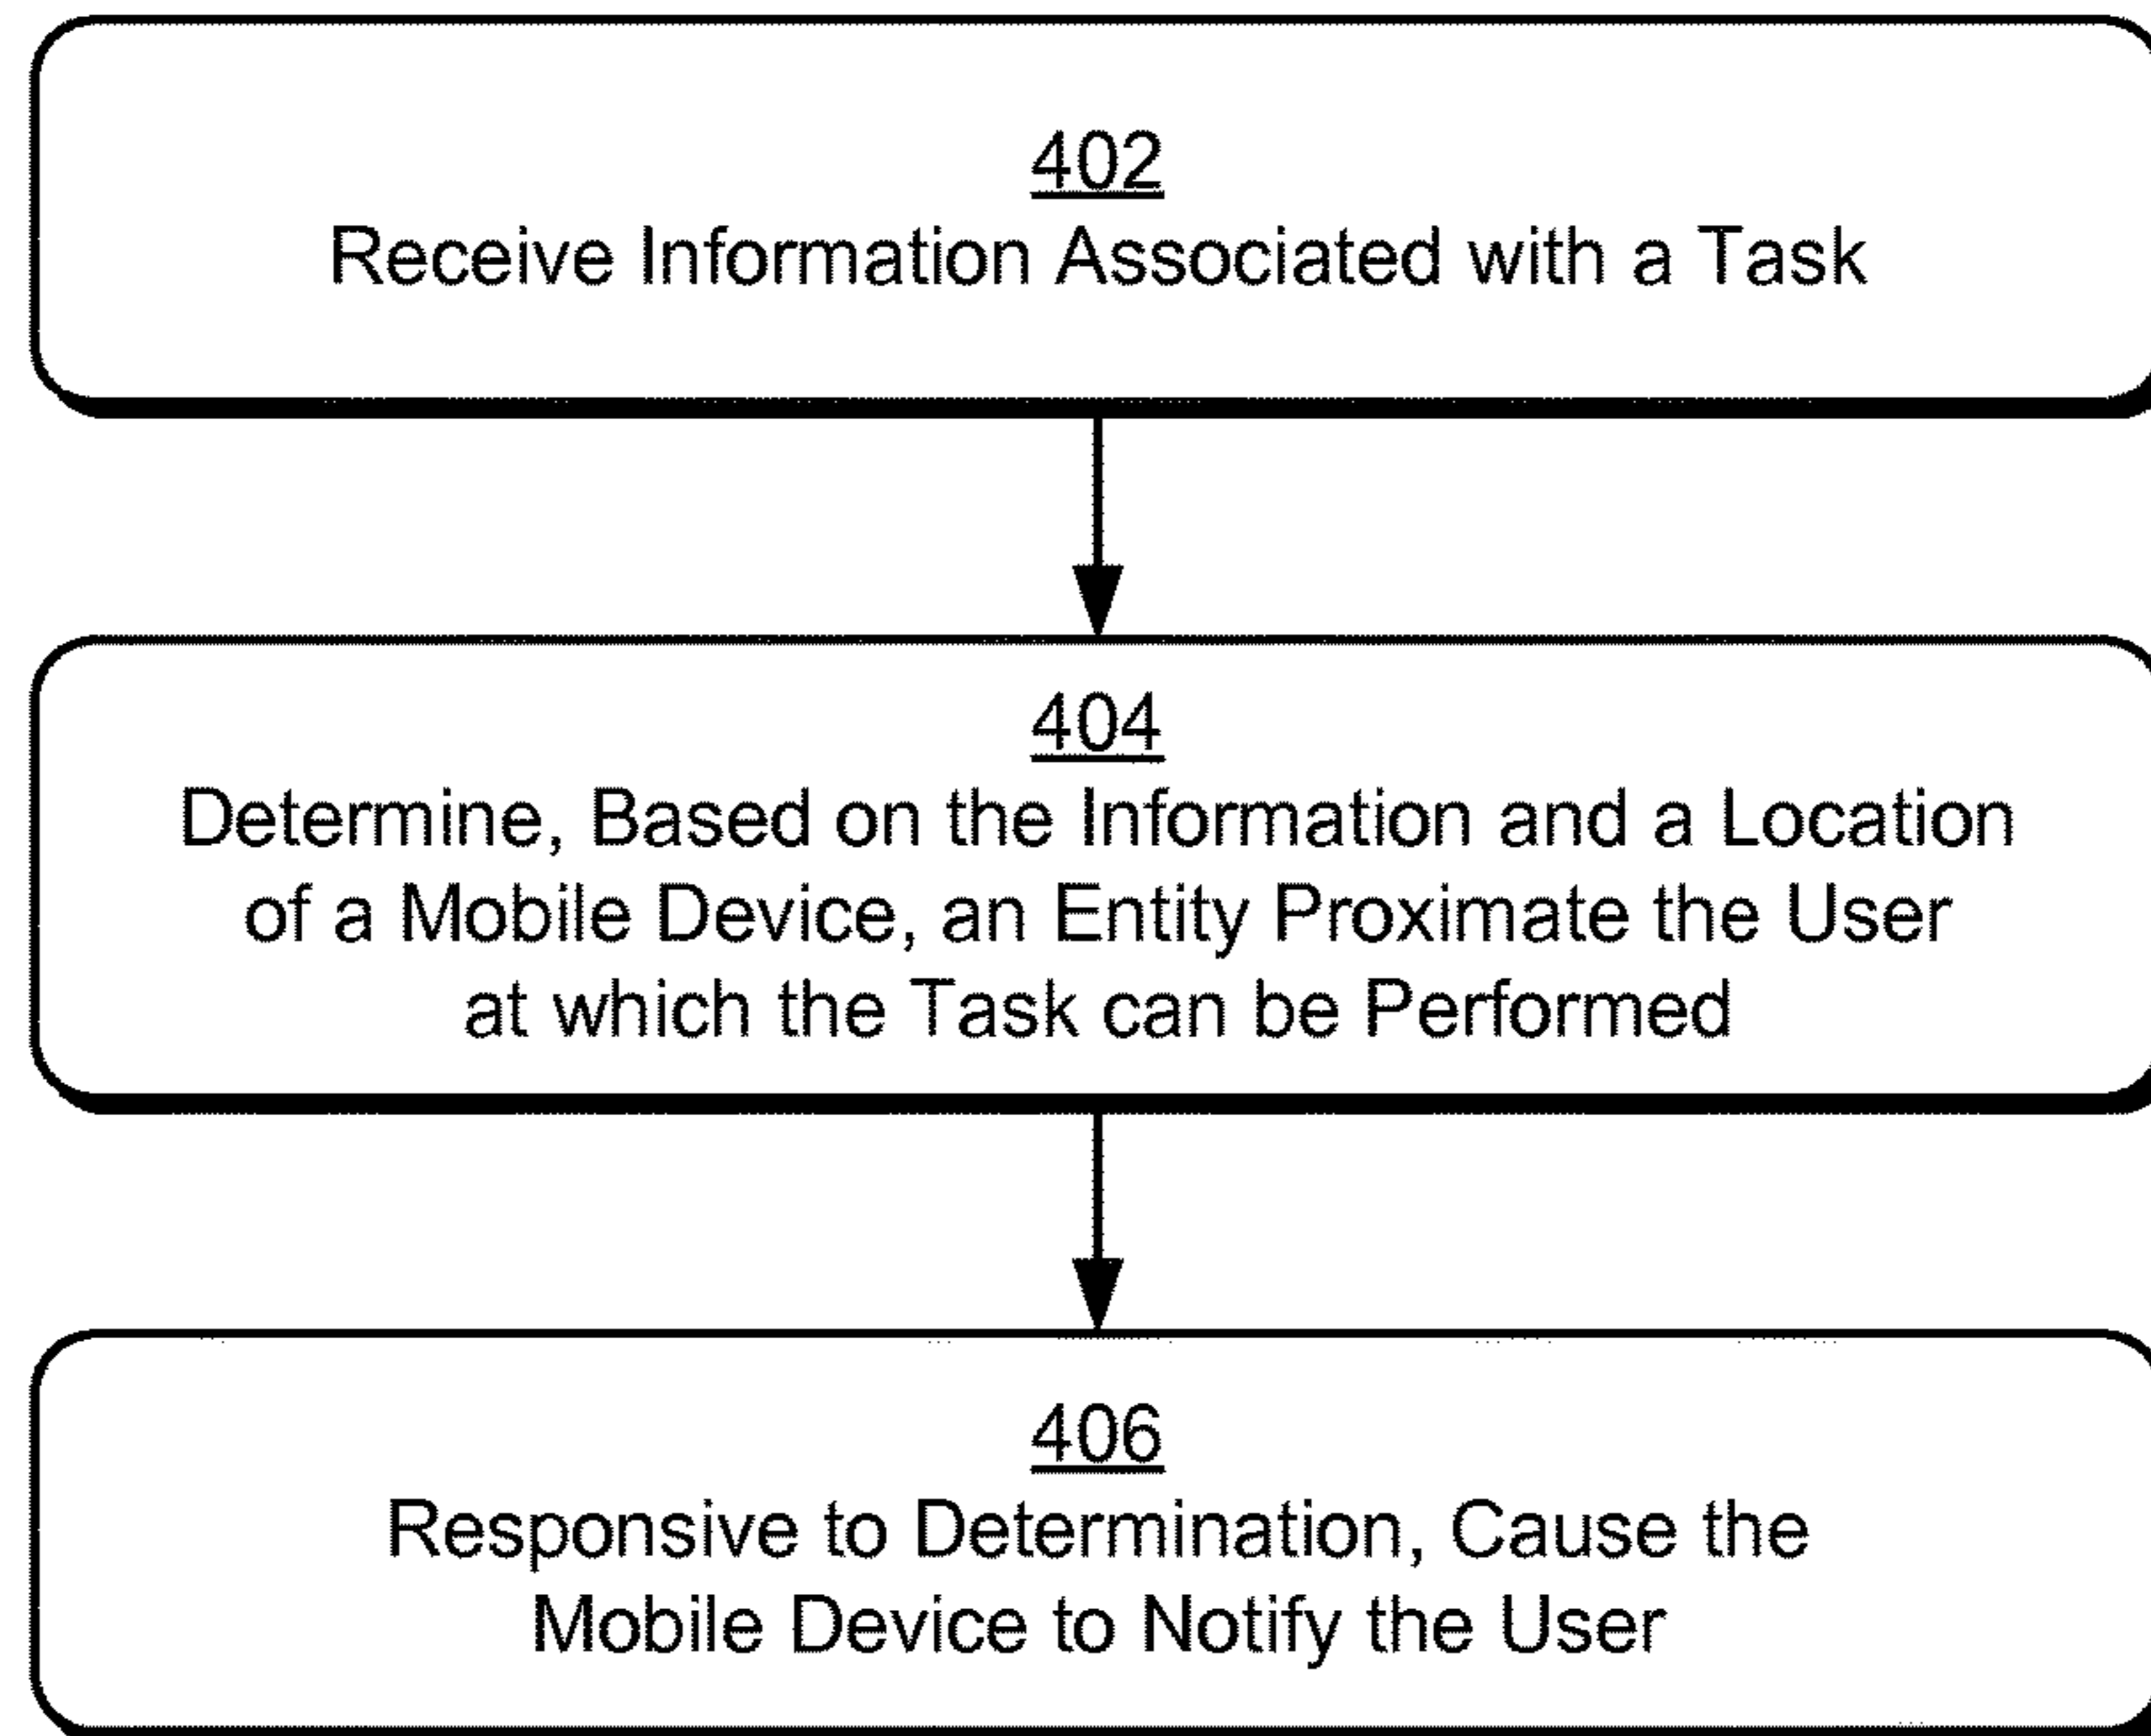 402
Receive Information Associated with a Task
404
Determine, Based on the Information and a Location
of a Mobile Device, an Entity Proximate the User
at which the Task can be Performed
406
Responsive to Determination, Cause the
Mobile Device to Notify the User